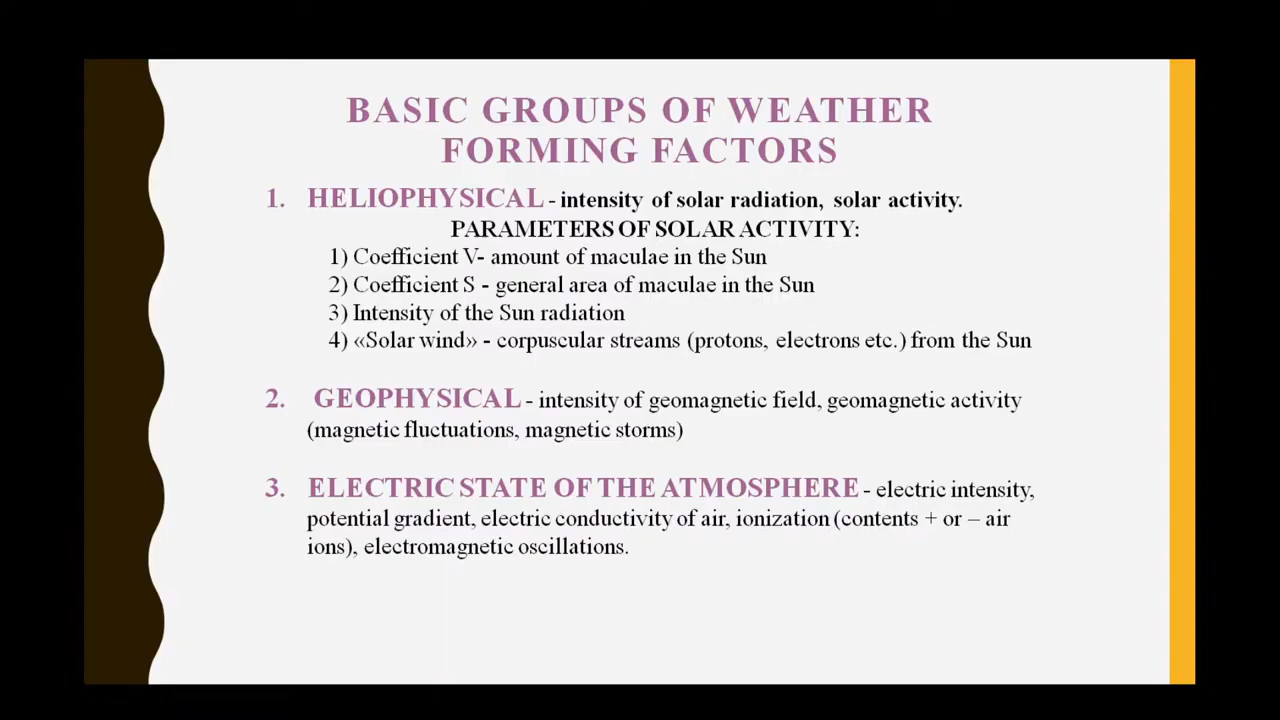 BASIC GROUPS OF WEATHER
FORMING FACTORS
1. HELIOPHYSICAL - intensity of solar radiation, solar activity.
PARAMETERS OF SOLAR ACTIVITY:
1) Coefficient V- amount of maculae in the Sun
2) Coefficient S - general area of maculae in the Sun
3) Intensity of the Sun radiation
4) «Solar wind» - corpuscular streams (protons, electrons etc.) from the Sun
2. GEOPHYSICAL - intensity of geomagnetic field, geomagnetic activity
(magnetic fluctuations, magnetic storms)
3. ELECTRIC STATE OF THE ATMOSPHERE - electric intensity,
potential gradient, electric conductivity of air, ionization (contents + or – air
ions), electromagnetic oscillations.